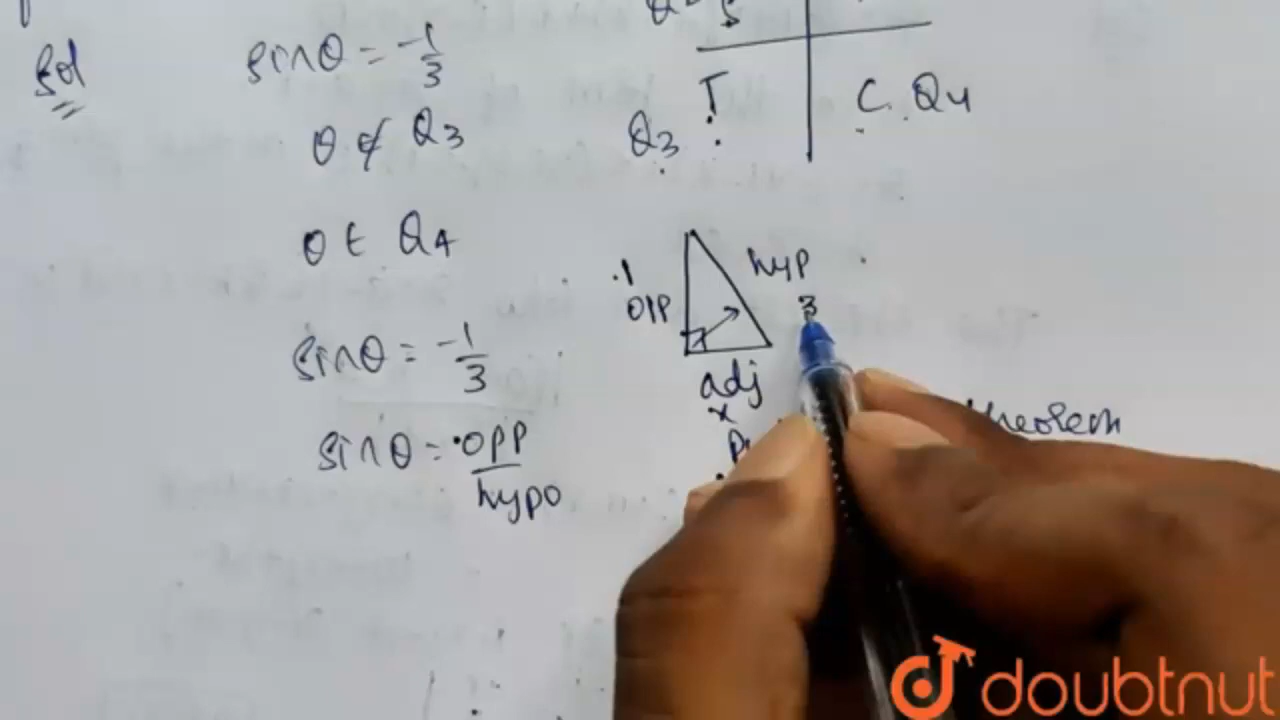 Sol
sinθ = -1/3
θ ∉ Q3
θ ∈ Q4
sinθ = -1/3
sinθ = opp/hypo
S
T
C
Q3
Q4
1
opp
hyp
3
adj
x
theorem
doubtnut